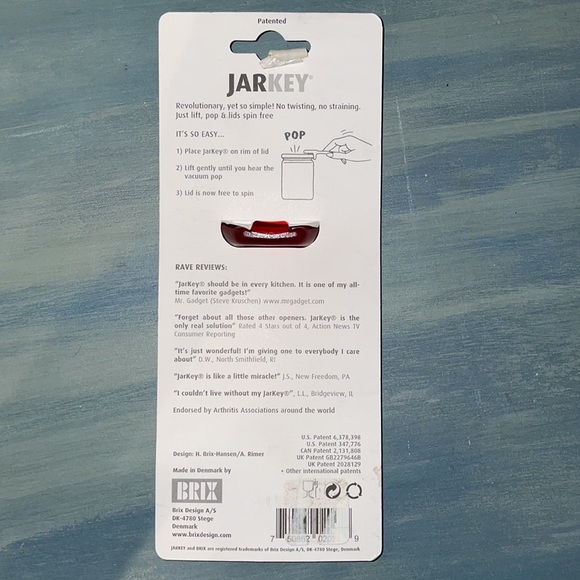 Patented
JARKEY®
Revolutionary, yet so simple! No twisting, no straining.
Just lift, pop & lids spin free
IT'S SO EASY...
1) Place JarKey® on rim of lid
2) Lift gently until you hear the
vacuum pop
3) Lid is now free to spin
POP
RAVE REVIEWS:
"JarKey® should be in every kitchen. It is one of my all-
time favorite gadgets!"
Mr. Gadget (Steve Kruschen) www.mrgadget.com
"Forget about all those other openers. JarKey® is the
only real solution" Rated 4 Stars out of 4, Action News TV
Consumer Reporting
"It's just wonderful! I'm giving one to everybody I care
about" D.W., North Smithfield, RI
"JarKey® is like a little miracle!" J.S., New Freedom, PA
"I couldn't live without my JarKey®", L.L., Bridgeview, IL
Endorsed by Arthritis Associations around the world
U.S. Patent 6,378,398
U.S. Patent 347,776
CAN Patent 2,131,808
UK Patent GB2279646B
UK Patent 2028129
• Other international patents
Design: H. Brix-Hansen/A. Rimer
Made in Denmark by
BRIX
Brix Design A/S
DK-4780 Stege
Denmark
www.brixdesign.com
7
9
JARKEY and BRIX are registered trademarks of Brix Design A/S, DK-4780 Stege, Denmark